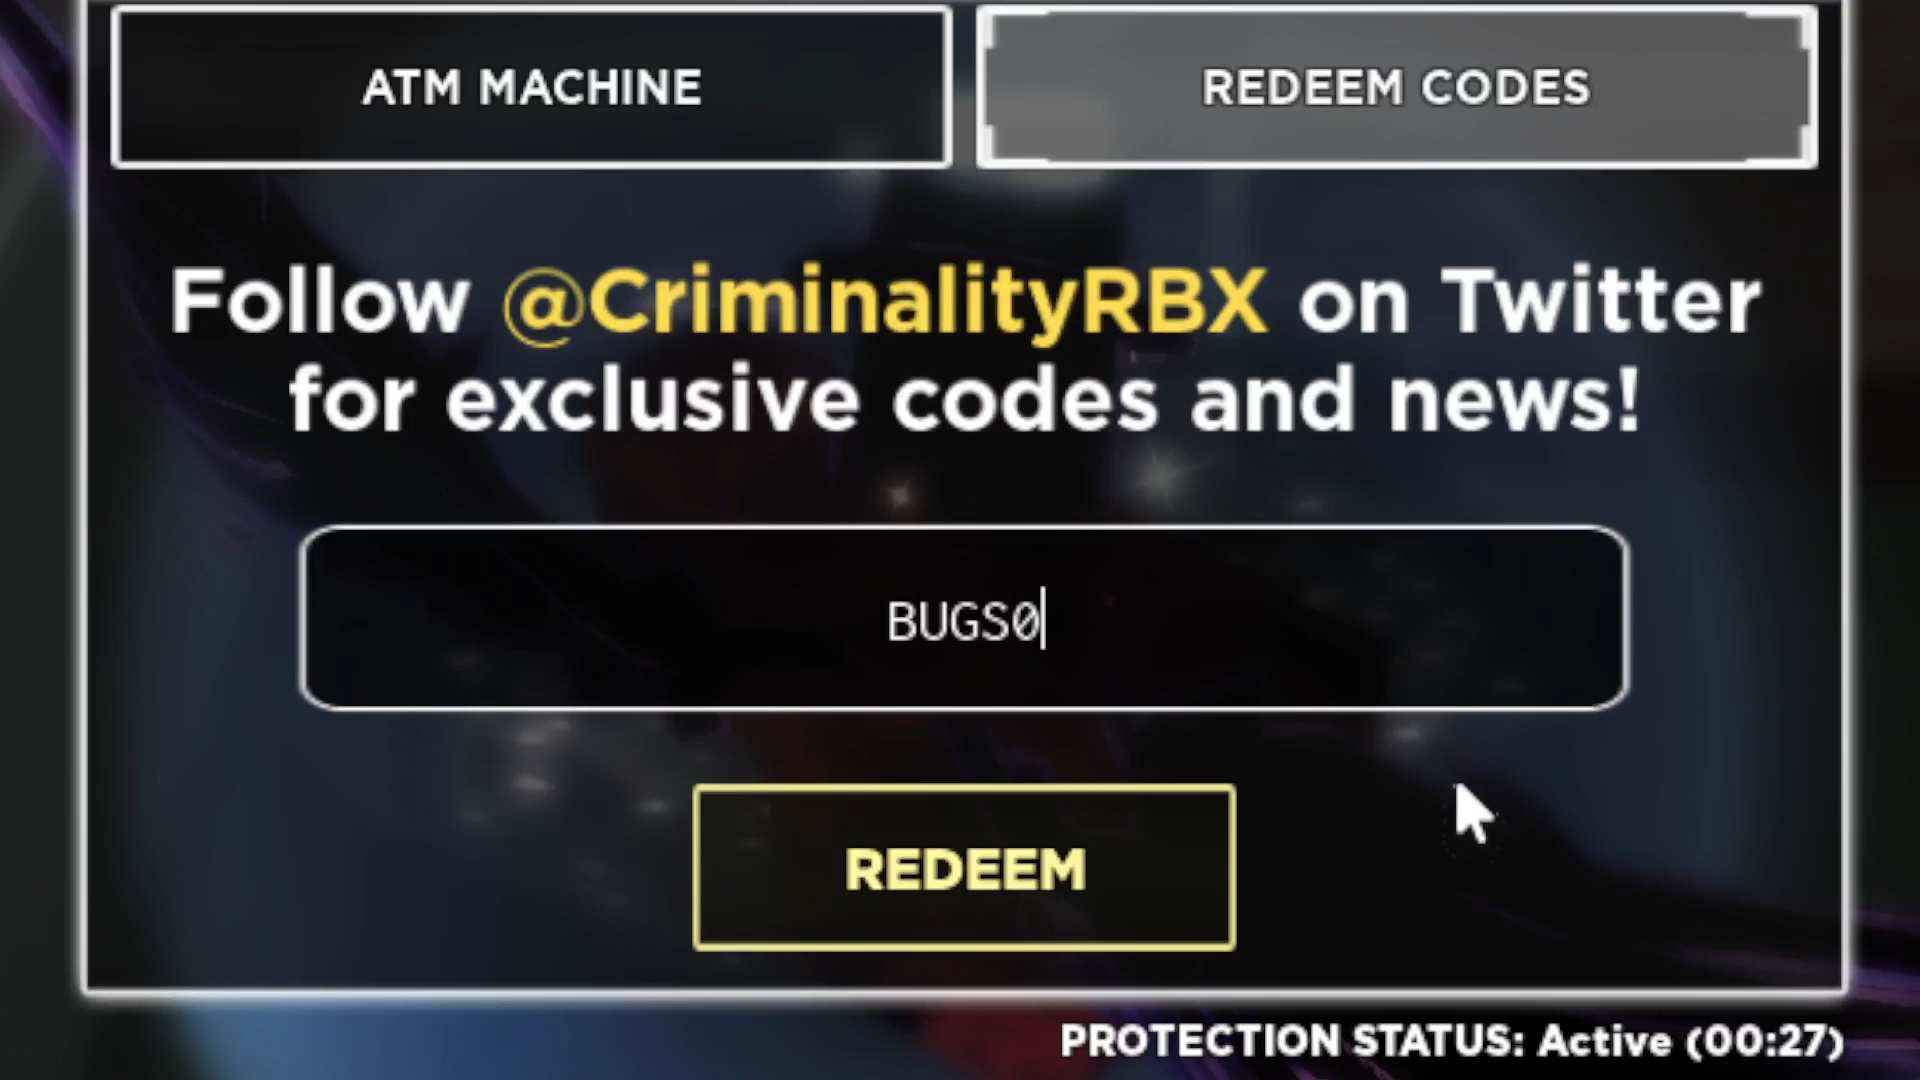 ATM MACHINE
REDEEM CODES
Follow @CriminalityRBX on Twitter
for exclusive codes and news!
BUGS0
REDEEM
PROTECTION STATUS: Active (00:27)